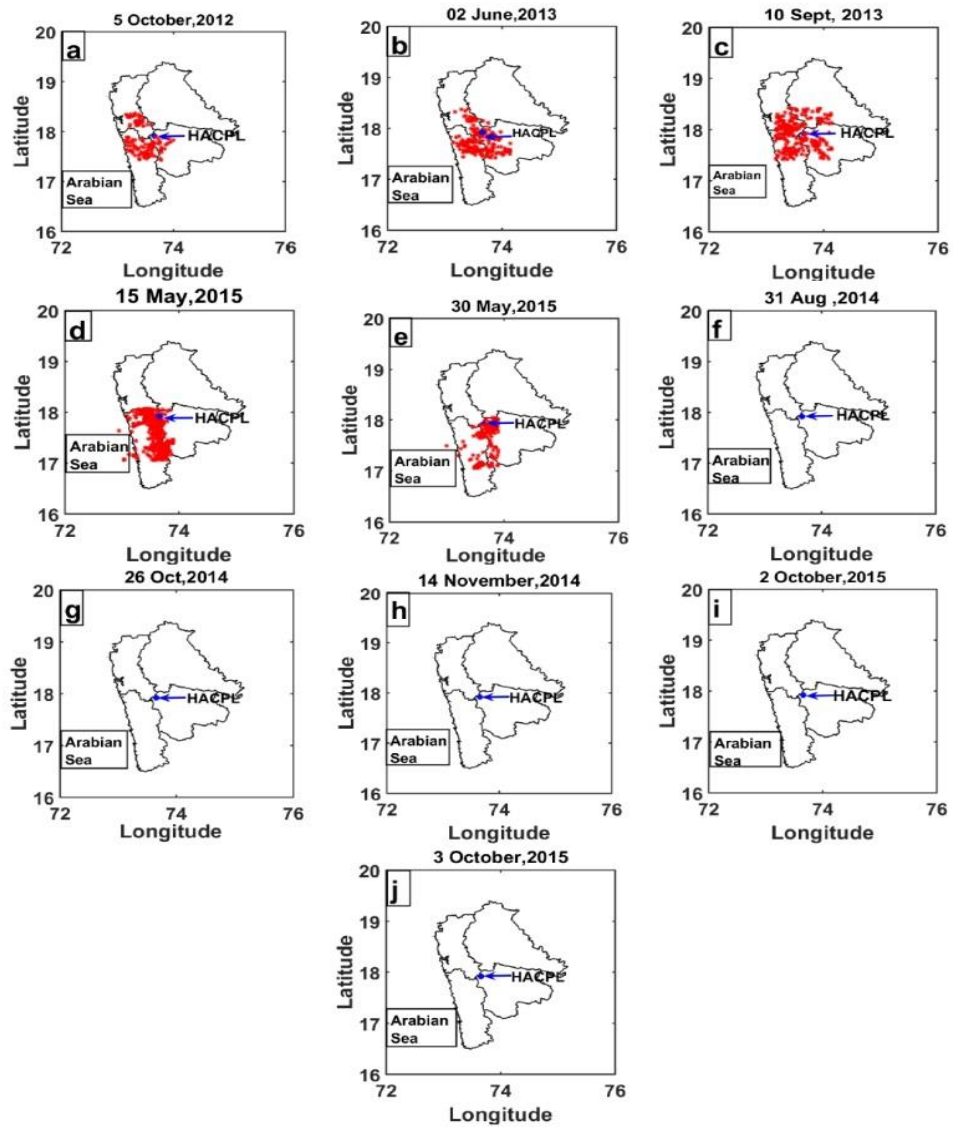 5 October,2012
a
20
19
18
17
16
Latitude
HACPL
Arabian
Sea
72
74
76
Longitude
02 June,2013
b
20
19
18
17
16
Latitude
HACPL
Arabian
Sea
72
74
76
Longitude
10 Sept, 2013
c
20
19
18
17
16
Latitude
HACPL
Arabian
Sea
72
74
76
Longitude
15 May,2015
d
20
19
18
17
16
Latitude
HACPL
Arabian
Sea
72
74
76
Longitude
30 May,2015
e
20
19
18
17
16
Latitude
HACPL
Arabian
Sea
72
74
76
Longitude
31 Aug ,2014
f
20
19
18
17
16
Latitude
HACPL
Arabian
Sea
72
74
76
Longitude
26 Oct,2014
g
20
19
18
17
16
Latitude
HACPL
Arabian
Sea
72
74
76
Longitude
14 November,2014
h
20
19
18
17
16
Latitude
HACPL
Arabian
Sea
72
74
76
Longitude
2 October,2015
i
20
19
18
17
16
Latitude
HACPL
Arabian
Sea
72
74
76
Longitude
3 October,2015
j
20
19
18
17
16
Latitude
HACPL
Arabian
Sea
72
74
76
Longitude